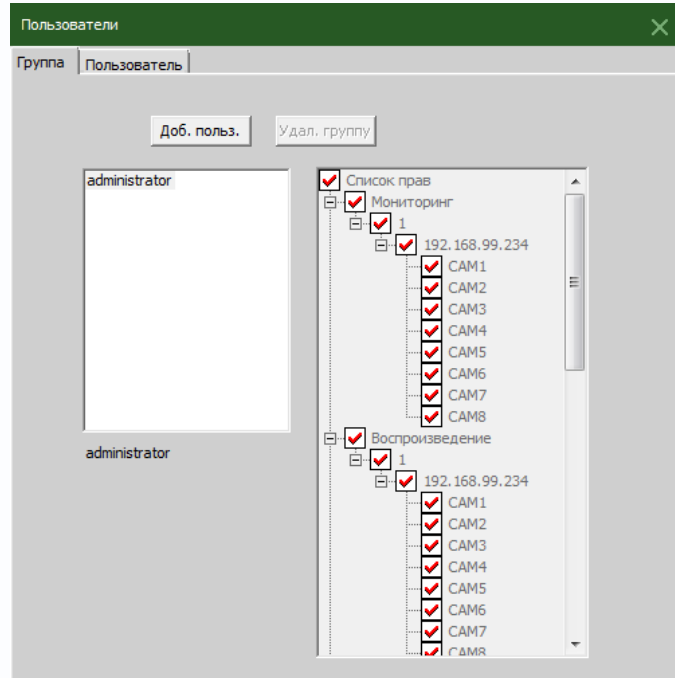 Пользователи
Группа Пользователь
Доб. польз. Удал. группу
administrator
administrator
Список прав
Мониторинг
1
192.168.99.234
CAM1
CAM2
CAM3
CAM4
CAM5
CAM6
CAM7
CAM8
Воспроизведение
1
192.168.99.234
CAM1
CAM2
CAM3
CAM4
CAM5
CAM6
CAM7
CAM8